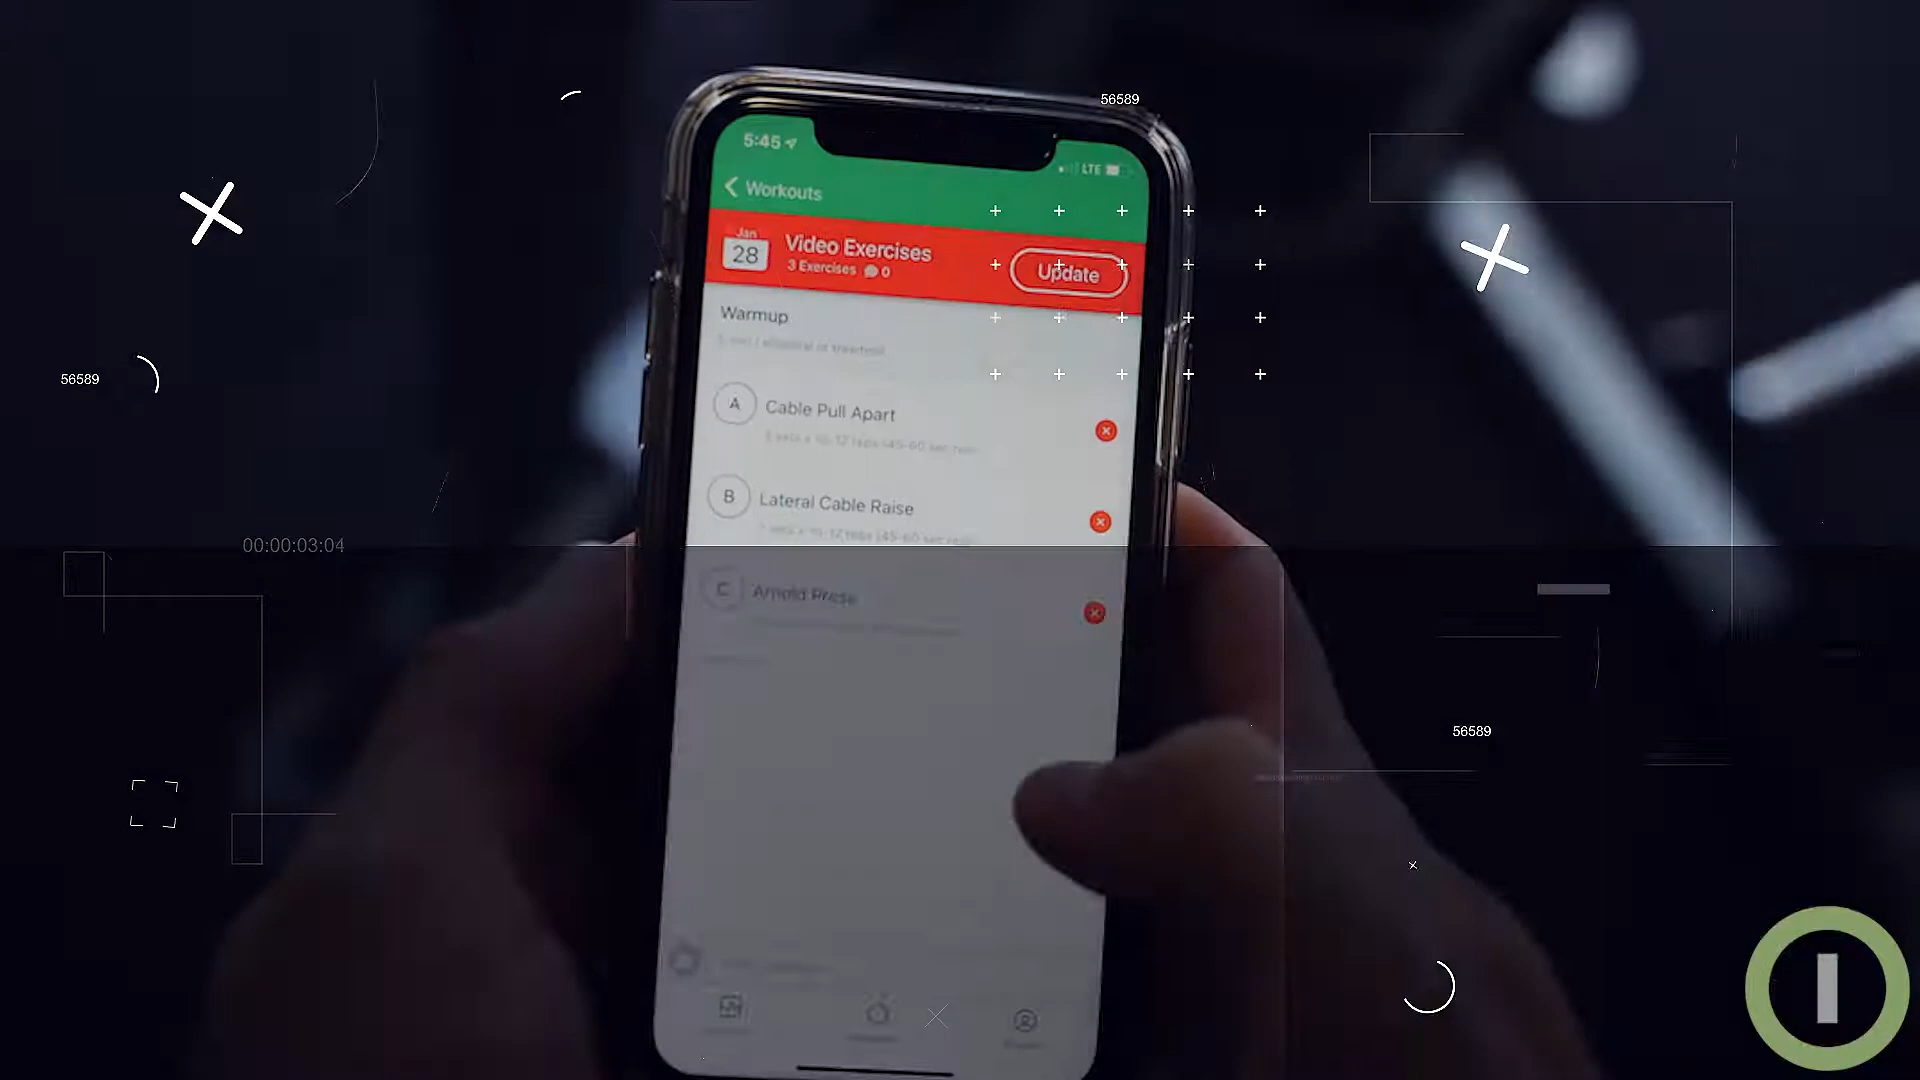 56589
5:45
LTE
Workouts
Jan
28
Video Exercises
3 Exercises 0
Update
Warmup
56589
A
Cable Pull Apart
B
Lateral Cable Raise
00:00:03:04
C
Arnold Press
56589